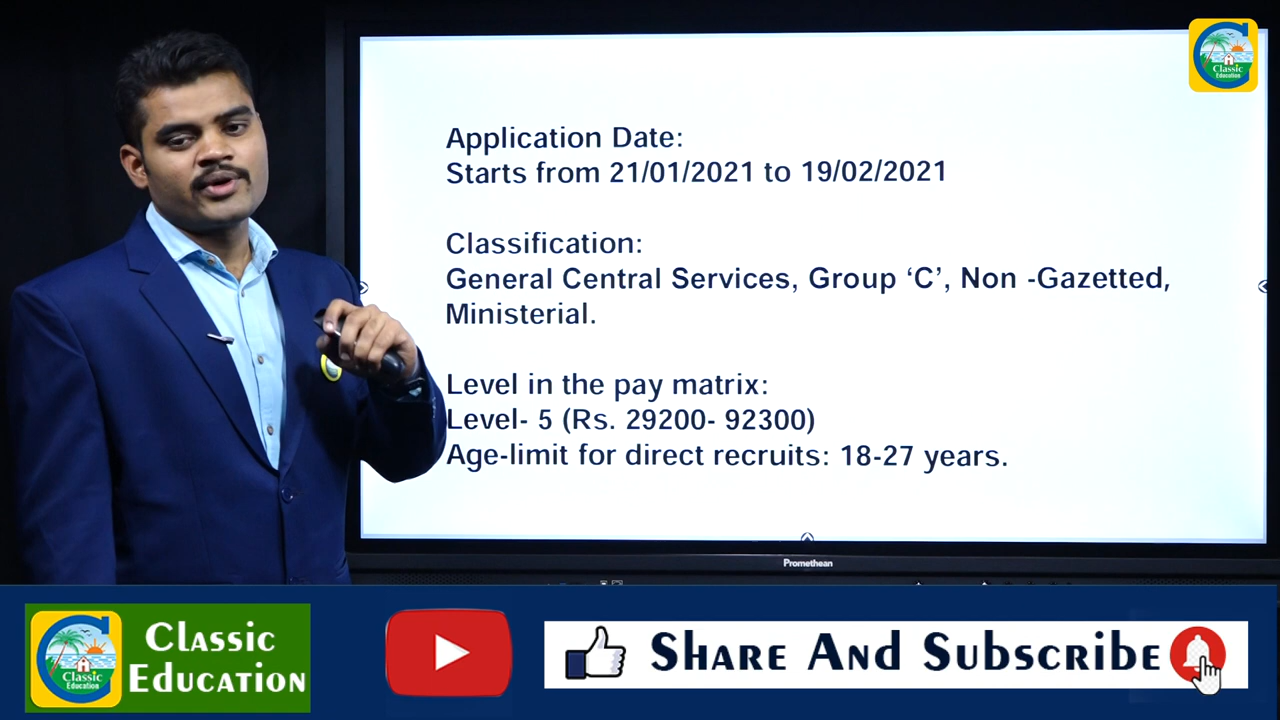 Classic
Education
Application Date:
Starts from 21/01/2021 to 19/02/2021
Classification:
General Central Services, Group ‘C’, Non -Gazetted,
Ministerial.
Level in the pay matrix:
Level- 5 (Rs. 29200- 92300)
Age-limit for direct recruits: 18-27 years.
Promethean
Classic
Education
Classic
Education
Share And Subscribe